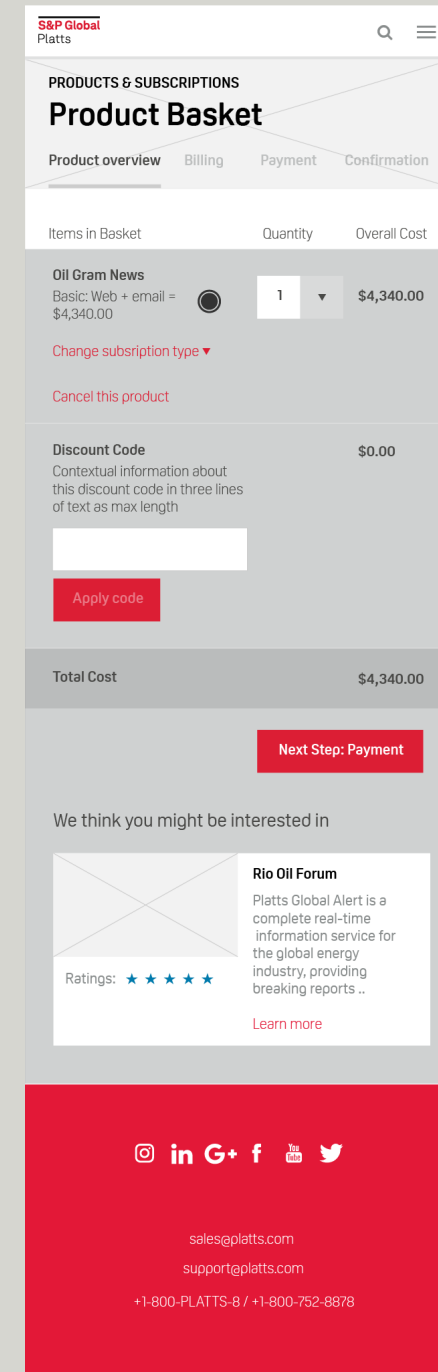 S&P Global
Platts
PRODUCTS & SUBSCRIPTIONS
Product Basket
Product overview Billing Payment Confirmation
Items in Basket Quantity Overall Cost
Oil Gram News
Basic: Web + email =
$4,340.00
1 ▼ $4,340.00
Change subsription type ▼
Cancel this product
Discount Code $0.00
Contextual information about
this discount code in three lines
of text as max length
Apply code
Total Cost $4,340.00
Next Step: Payment
We think you might be interested in
Rio Oil Forum
Platts Global Alert is a
complete real-time
information service for
the global energy
industry, providing
breaking reports ..
Ratings: ★ ★ ★ ★ ★
Learn more
in G+ f You Tube
sales@platts.com
support@platts.com
+1-800-PLATTS-8 / +1-800-752-8878